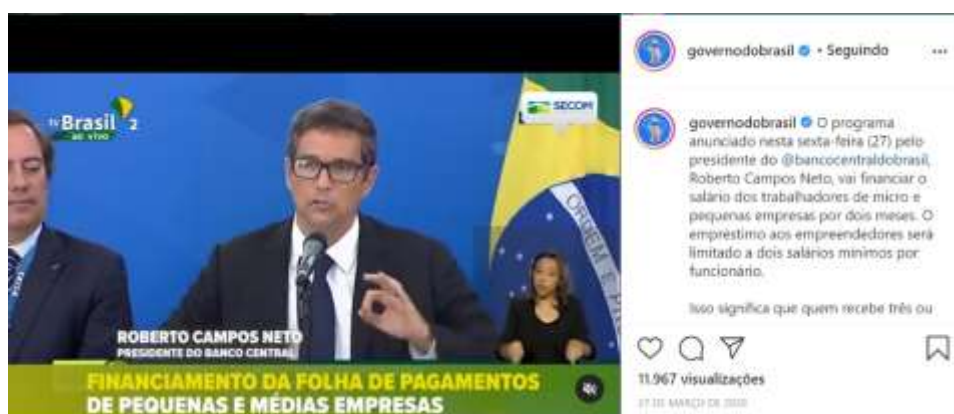 tv Brasil 2
AO VIVO
SECOM
ORDEM E P
ROBERTO CAMPOS NETO
PRESIDENTE DO BANCO CENTRAL
FINANCIAMENTO DA FOLHA DE PAGAMENTOS
DE PEQUENAS E MÉDIAS EMPRESAS
governodobrasil • Seguindo
governodobrasil O programa
anunciado nesta sexta-feira (27) pelo
presidente do @bancocentraldobrasil,
Roberto Campos Neto, vai financiar o
salário dos trabalhadores de micro e
pequenas empresas por dois meses. O
empréstimo aos empreendedores será
limitado a dois salários mínimos por
funcionário.
Isso significa que quem recebe três ou
11.967 visualizações
27 DE MARÇO DE 2020